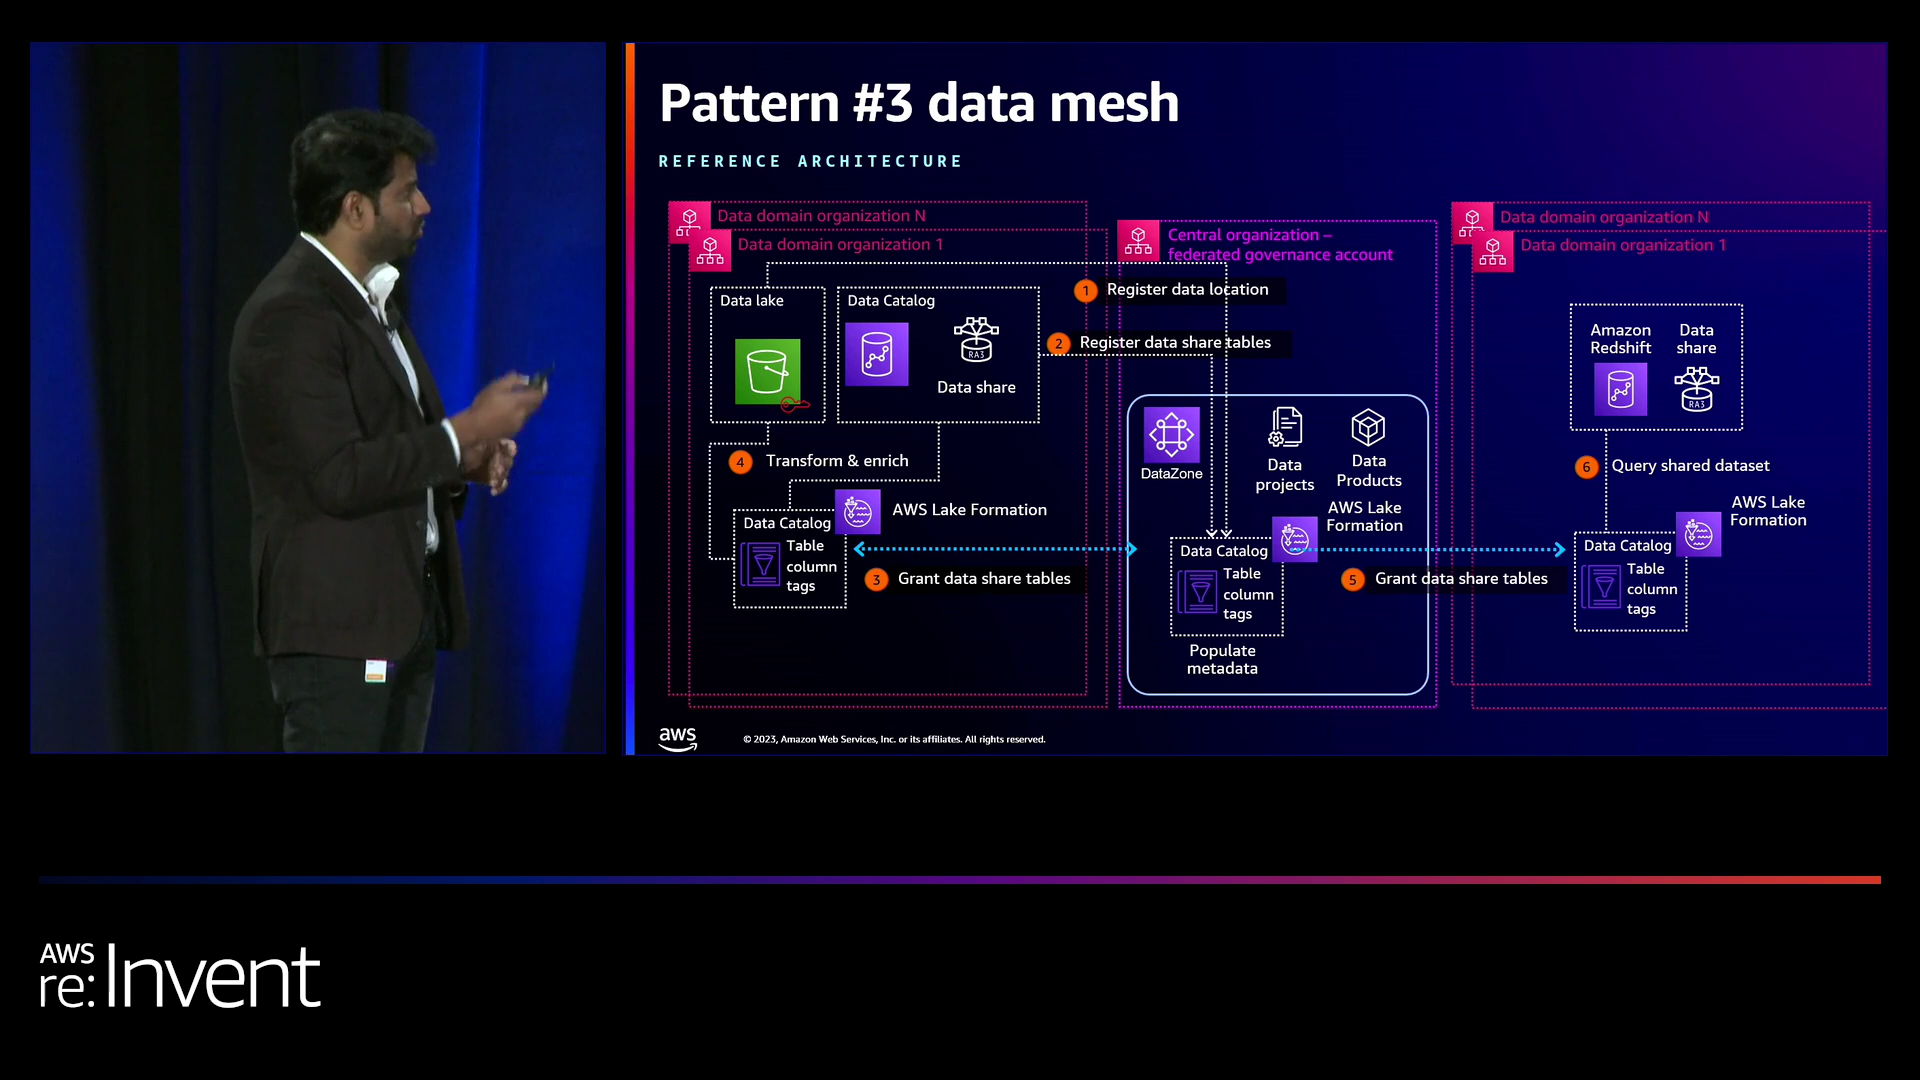 Pattern #3 data mesh
REFERENCE ARCHITECTURE
Data domain organization N
Data domain organization 1
Data lake
Data Catalog
RA3
Data share
4
Transform & enrich
AWS Lake Formation
Data Catalog
Table
column
tags
3
Grant data share tables
Central organization –
federated governance account
1
Register data location
2
Register data share tables
DataZone
Data
projects
Data
Products
AWS Lake
Formation
Data Catalog
Table
column
tags
Populate
metadata
5
Grant data share tables
Data domain organization N
Data domain organization 1
Amazon
Redshift
Data
share
RA3
6
Query shared dataset
AWS Lake
Formation
Data Catalog
Table
column
tags
aws
© 2023, Amazon Web Services, Inc. or its affiliates. All rights reserved.
AWS
re:Invent